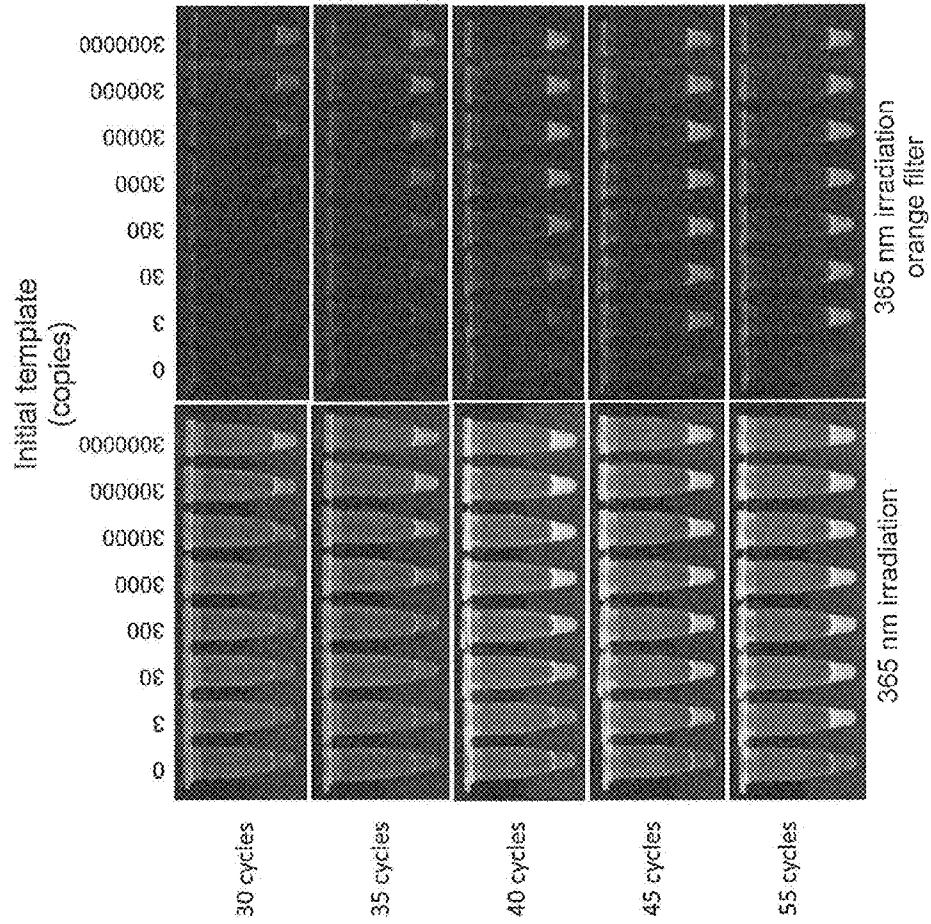 Initial template
(copies)
0
3
30
300
3000
30000
300000
3000000
0
3
30
300
3000
30000
300000
3000000
30 cycles
35 cycles
40 cycles
45 cycles
55 cycles
365 nm irradiation
365 nm irradiation
orange filter